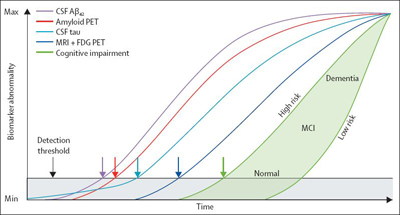 Max
CSF Aβ42
Amyloid PET
CSF tau
MRI + FDG PET
Cognitive impairment
Biomarker abnormality
Detection
threshold
High risk
Dementia
MCI
Low risk
Normal
Min
Time